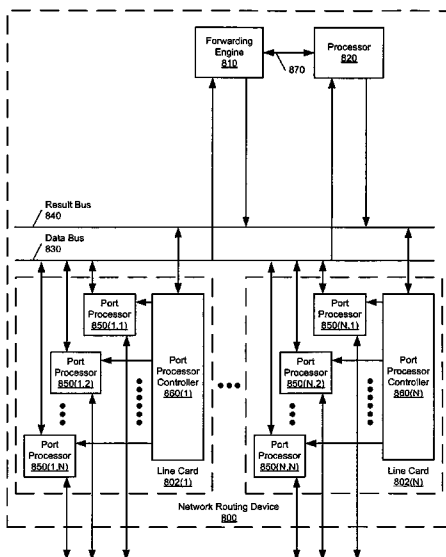 Forwarding
Engine
810
Processor
820
870
Result Bus
840
Data Bus
830
Port
Processor
850(1,1)
Port
Processor
850(1,2)
Port
Processor
850(1,N)
Port
Processor
Controller
860(1)
Line Card
802(1)
Port
Processor
850(N,1)
Port
Processor
850(N,2)
Port
Processor
850(N,N)
Port
Processor
Controller
860(N)
Line Card
802(N)
Network Routing Device
800